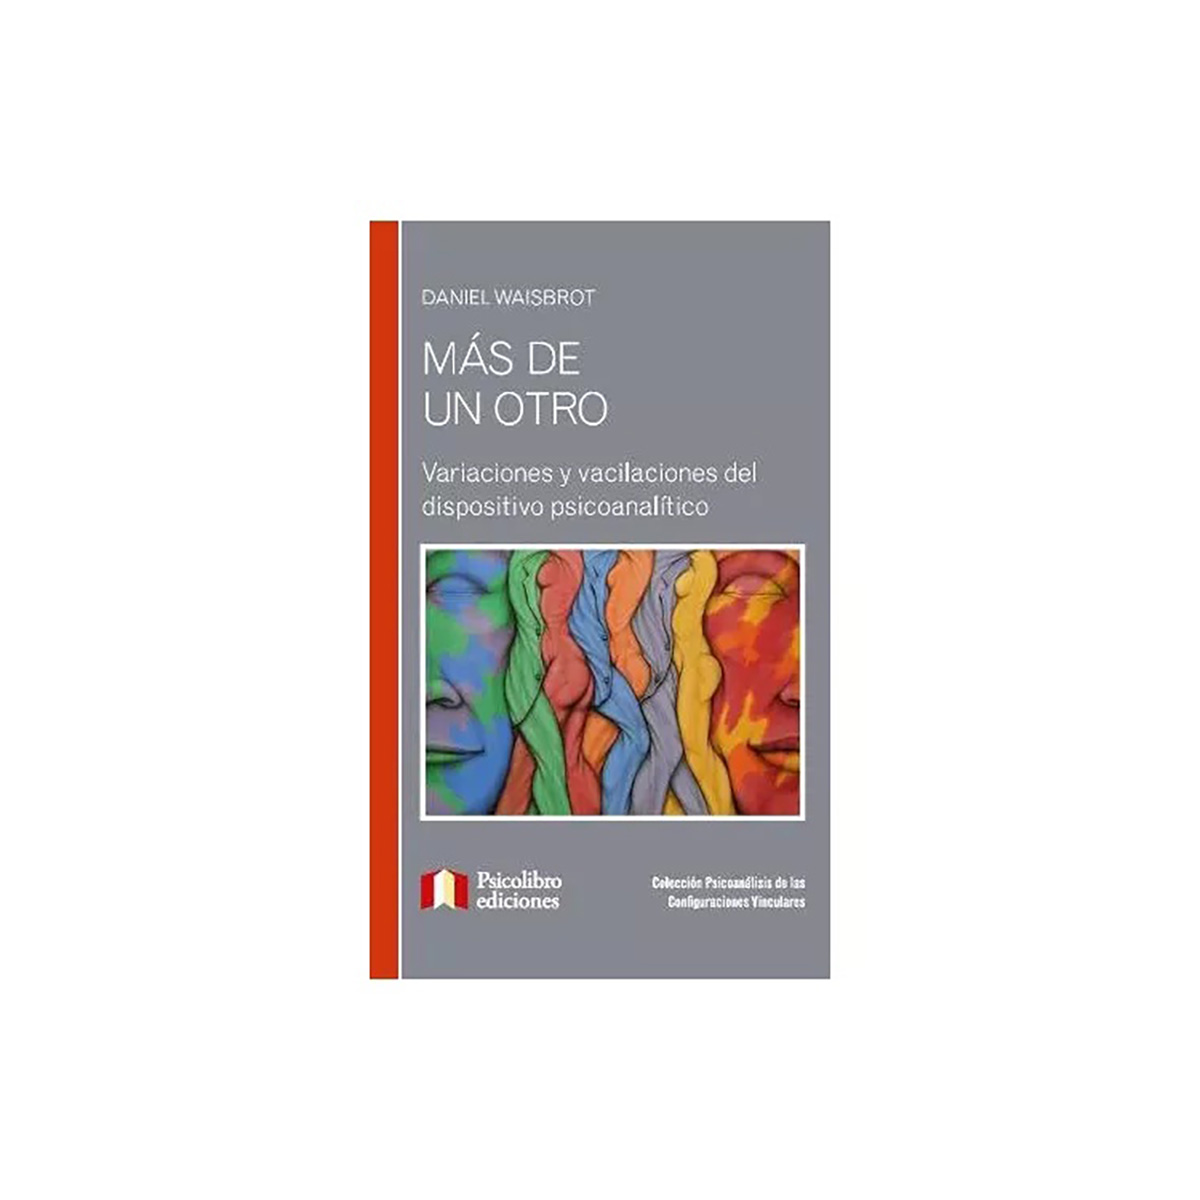 DANIEL WAISBROT
MÁS DE
UN OTRO
Variaciones y vacilaciones del
dispositivo psicoanalítico
Psicolibro
ediciones
Colección Psicoanálisis de las
Configuraciones Vinculares